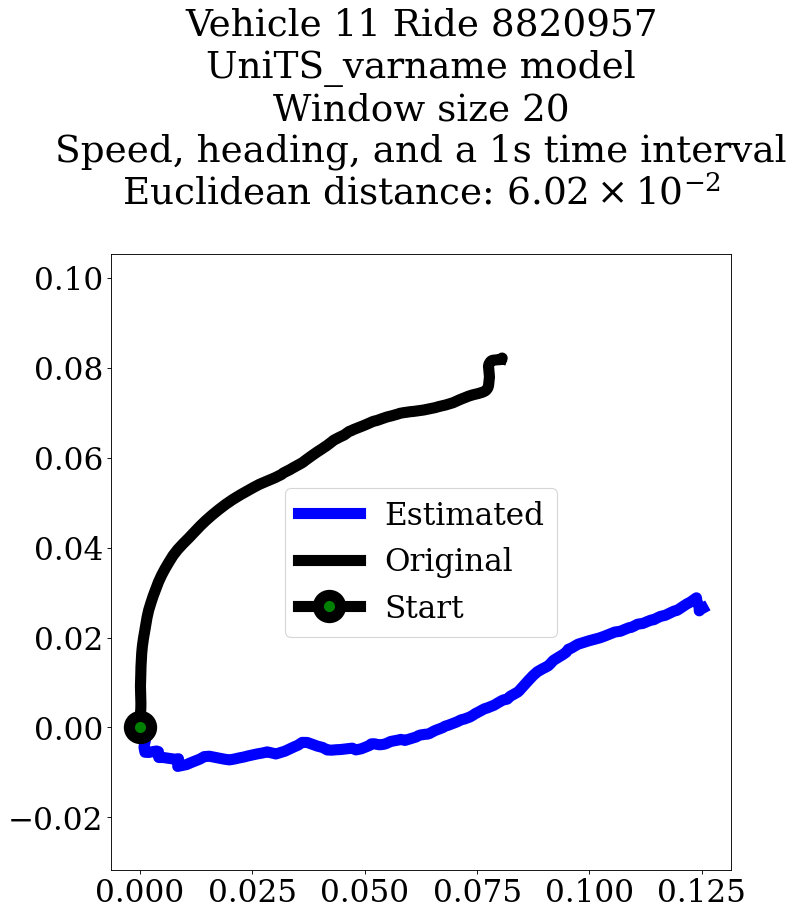 Vehicle 11 Ride 8820957
UniTS_varname model
Window size 20
Speed, heading, and a 1s time interval
Euclidean distance: 6.02 × 10⁻²
0.10
0.08
0.06
0.04
0.02
0.00
−0.02
Estimated
Original
Start
0.000 0.025 0.050 0.075 0.100 0.125